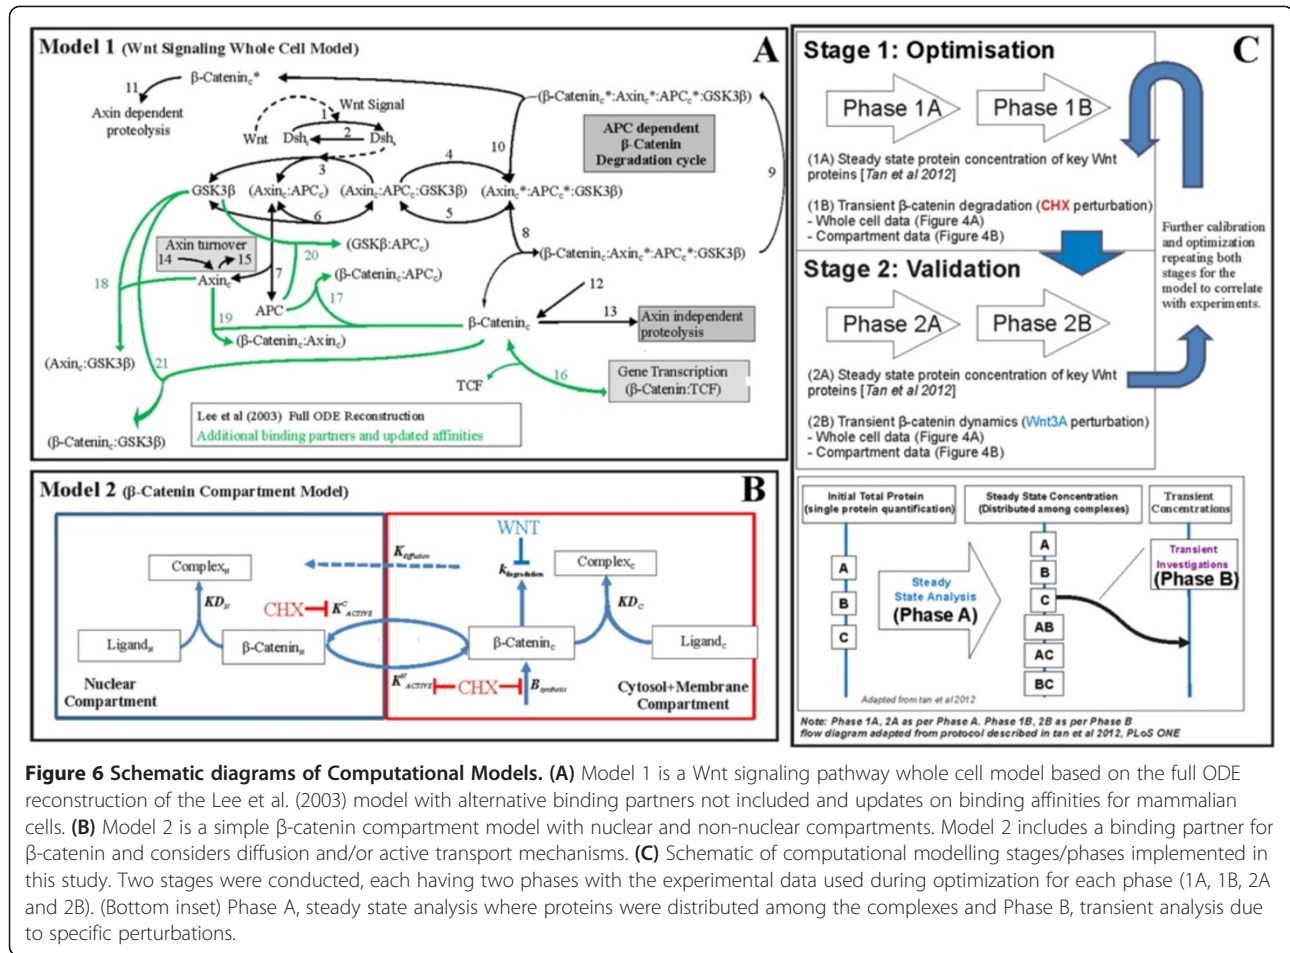 Model 1 (Wnt Signaling Whole Cell Model)
A
11
β-Catenin_c*
Axin dependent
proteolysis
Wnt Signal
1
Wnt
Dsh_i
2
Dsh_a
3
4
10
(β-Catenin_c*:Axin_c*:APC_c*:GSK3β)
APC dependent
β-Catenin
Degradation cycle
9
GSK3β
(Axin_c:APC_c)
(Axin_c:APC_c:GSK3β)
(Axin_c*:APC_c*:GSK3β)
6
5
8
Axin turnover
14
15
20
(GSKβ:APC_c)
(β-Catenin_c:Axin_c*:APC_c*:GSK3β)
18
Axin_c
7
(β-Catenin_c:APC_c)
APC
17
12
19
β-Catenin_c
13
Axin independent
proteolysis
(β-Catenin_c:Axin_c)
(Axin_c:GSK3β)
21
TCF
16
Gene Transcription
(β-Catenin:TCF)
Lee et al (2003) Full ODE Reconstruction
Additional binding partners and updated affinities
(β-Catenin_c:GSK3β)
Model 2 (β-Catenin Compartment Model)
B
WNT
K_diffusion
Complex_N
k_degradation
Complex_C
KD_N
CHX
K^C_ACTIVE
KD_C
Ligand_N
β-Catenin_N
β-Catenin_c
Ligand_C
Nuclear
Compartment
K^N_ACTIVE
CHX
B_synthesis
Cytosol+Membrane
Compartment
C
Stage 1: Optimisation
Phase 1A
Phase 1B
(1A) Steady state protein concentration of key Wnt
proteins [Tan et al 2012]
(1B) Transient β-catenin degradation (CHX perturbation)
- Whole cell data (Figure 4A)
- Compartment data (Figure 4B)
Stage 2: Validation
Phase 2A
Phase 2B
(2A) Steady state protein concentration of key Wnt
proteins [Tan et al 2012]
(2B) Transient β-catenin dynamics (Wnt3A perturbation)
- Whole cell data (Figure 4A)
- Compartment data (Figure 4B)
Further calibration
and optimization
repeating both
stages for the
model to correlate
with experiments.
Initial Total Protein
(single protein quantification)
Steady State Concentration
(Distributed among complexes)
Transient
Concentrations
A
B
C
Steady
State Analysis
(Phase A)
A
B
C
AB
AC
BC
Transient
Investigations
(Phase B)
Adapted from tan et al 2012
Note: Phase 1A, 2A as per Phase A. Phase 1B, 2B as per Phase B
flow diagram adapted from protocol described in tan et al 2012, PLoS ONE
Figure 6 Schematic diagrams of Computational Models. (A) Model 1 is a Wnt signaling pathway whole cell model based on the full ODE
reconstruction of the Lee et al. (2003) model with alternative binding partners not included and updates on binding affinities for mammalian
cells. (B) Model 2 is a simple β-catenin compartment model with nuclear and non-nuclear compartments. Model 2 includes a binding partner for
β-catenin and considers diffusion and/or active transport mechanisms. (C) Schematic of computational modelling stages/phases implemented in
this study. Two stages were conducted, each having two phases with the experimental data used during optimization for each phase (1A, 1B, 2A
and 2B). (Bottom inset) Phase A, steady state analysis where proteins were distributed among the complexes and Phase B, transient analysis due
to specific perturbations.